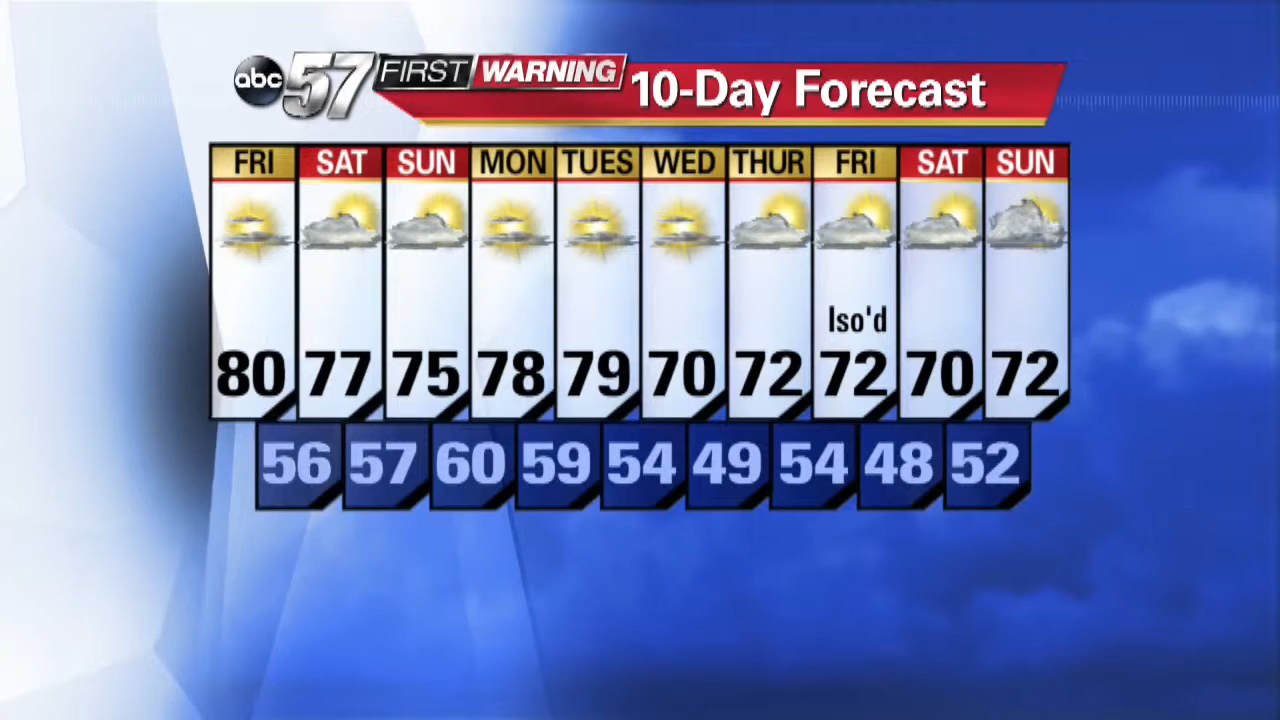 abc 57 FIRST WARNING 10-Day Forecast
FRI SAT SUN MON TUES WED THUR FRI SAT SUN
Iso'd
80 77 75 78 79 70 72 72 70 72
56 57 60 59 54 49 54 48 52